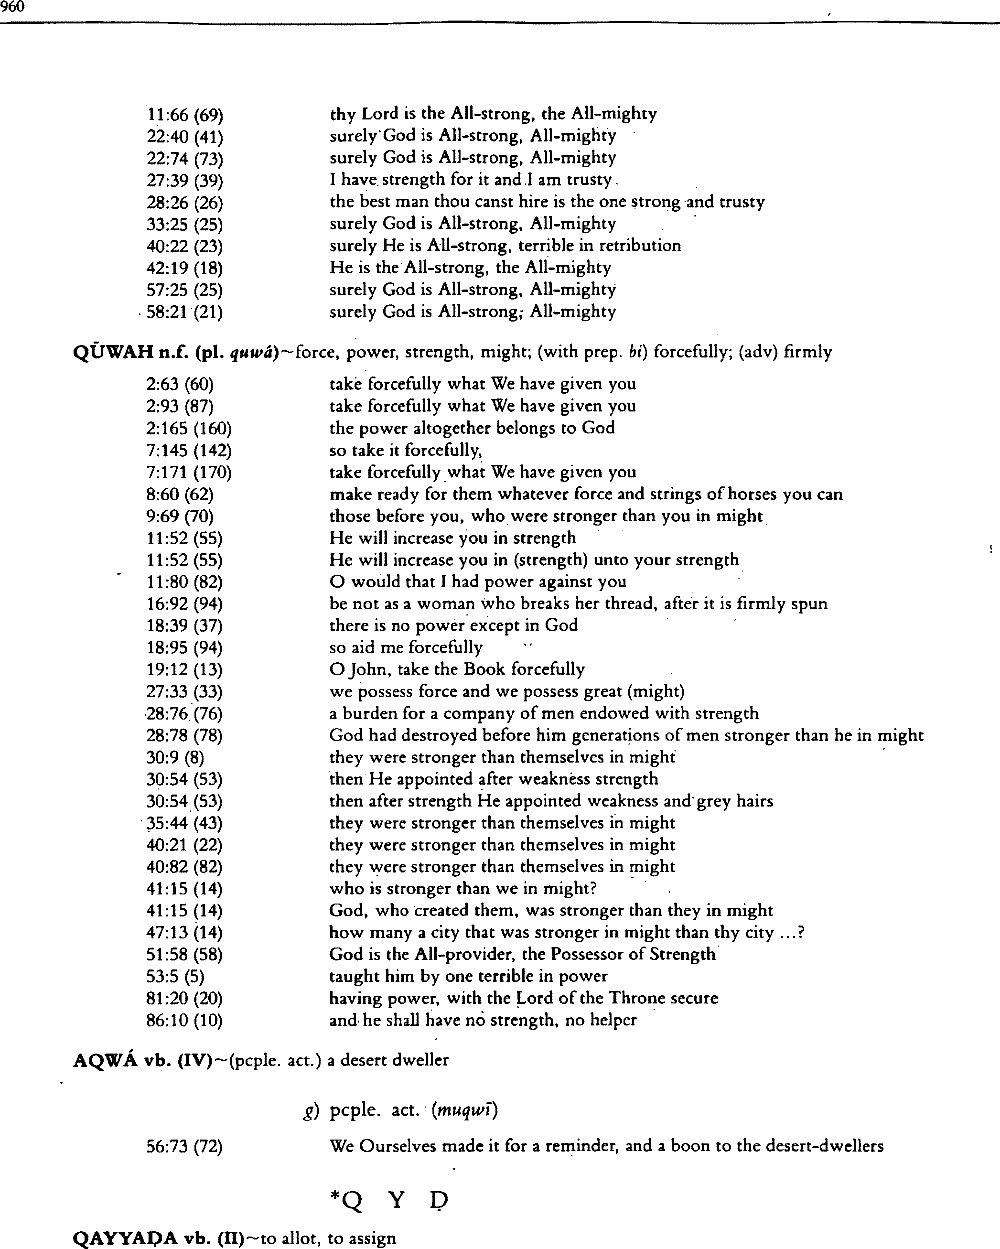 960
11:66 (69) thy Lord is the All-strong, the All-mighty
22:40 (41) surely God is All-strong, All-mighty
22:74 (73) surely God is All-strong, All-mighty
27:39 (39) I have strength for it and I am trusty
28:26 (26) the best man thou canst hire is the one strong and trusty
33:25 (25) surely God is All-strong, All-mighty
40:22 (23) surely He is All-strong, terrible in retribution
42:19 (18) He is the All-strong, the All-mighty
57:25 (25) surely God is All-strong, All-mighty
58:21 (21) surely God is All-strong, All-mighty
QŪWAH n.f. (pl. quwá)~force, power, strength, might; (with prep. bi) forcefully; (adv) firmly
2:63 (60) take forcefully what We have given you
2:93 (87) take forcefully what We have given you
2:165 (160) the power altogether belongs to God
7:145 (142) so take it forcefully,
7:171 (170) take forcefully what We have given you
8:60 (62) make ready for them whatever force and strings of horses you can
9:69 (70) those before you, who were stronger than you in might
11:52 (55) He will increase you in strength
11:52 (55) He will increase you in (strength) unto your strength
11:80 (82) O would that I had power against you
16:92 (94) be not as a woman who breaks her thread, after it is firmly spun
18:39 (37) there is no power except in God
18:95 (94) so aid me forcefully
19:12 (13) O John, take the Book forcefully
27:33 (33) we possess force and we possess great (might)
28:76 (76) a burden for a company of men endowed with strength
28:78 (78) God had destroyed before him generations of men stronger than he in might
30:9 (8) they were stronger than themselves in might
30:54 (53) then He appointed after weakness strength
30:54 (53) then after strength He appointed weakness and grey hairs
35:44 (43) they were stronger than themselves in might
40:21 (22) they were stronger than themselves in might
40:82 (82) they were stronger than themselves in might
41:15 (14) who is stronger than we in might?
41:15 (14) God, who created them, was stronger than they in might
47:13 (14) how many a city that was stronger in might than thy city ...?
51:58 (58) God is the All-provider, the Possessor of Strength
53:5 (5) taught him by one terrible in power
81:20 (20) having power, with the Lord of the Throne secure
86:10 (10) and he shall have no strength, no helper
AQWÁ vb. (IV)~(pcple. act.) a desert dweller
g) pcple. act. (muqwī)
56:73 (72) We Ourselves made it for a reminder, and a boon to the desert-dwellers
*Q Y Ḍ
QAYYAḌA vb. (II)~to allot, to assign